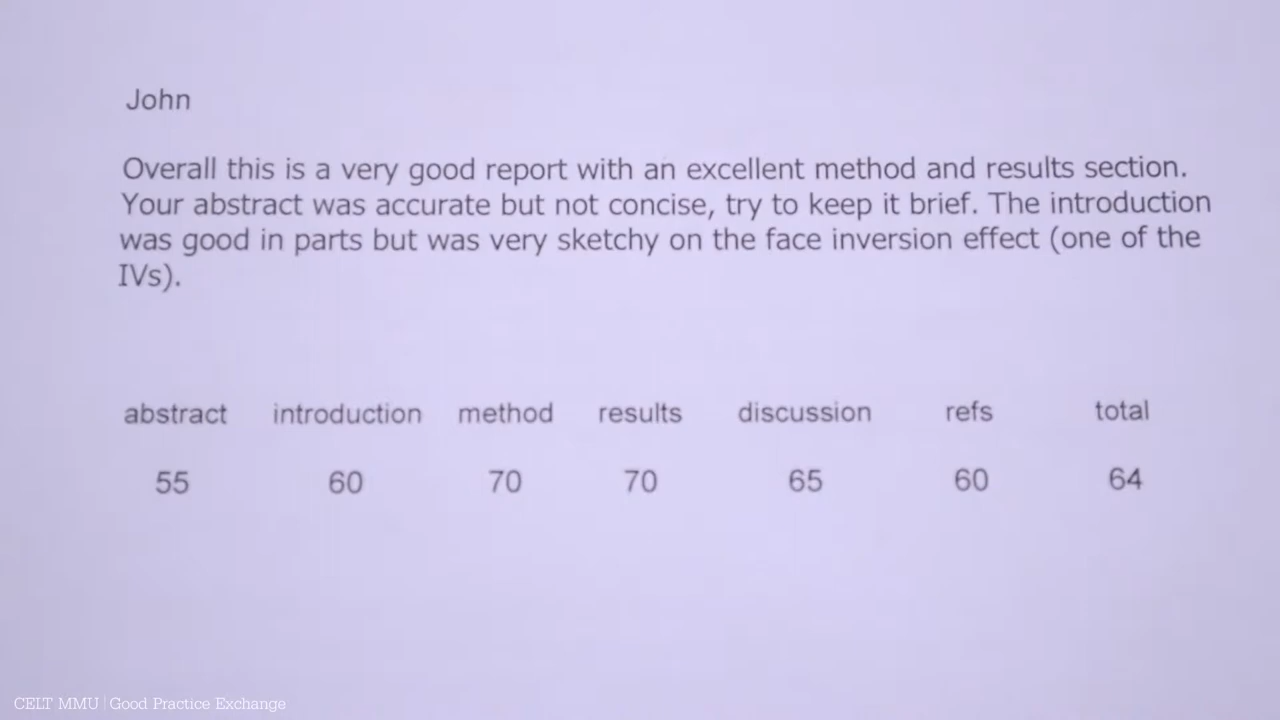 John
Overall this is a very good report with an excellent method and results section.
Your abstract was accurate but not concise, try to keep it brief. The introduction
was good in parts but was very sketchy on the face inversion effect (one of the
IVs).
abstract introduction method results discussion refs total
55 60 70 70 65 60 64
CELT MMU | Good Practice Exchange